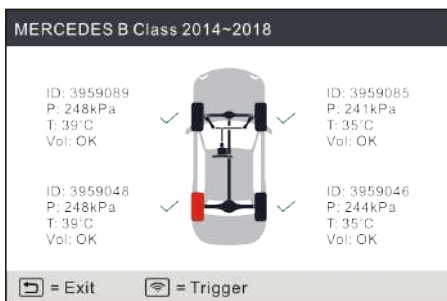 MERCEDES B Class 2014~2018
ID: 3959089
P: 248kPa
T: 39°C
Vol: OK
ID: 3959085
P: 241kPa
T: 35°C
Vol: OK
ID: 3959048
P: 248kPa
T: 39°C
Vol: OK
ID: 3959046
P: 244kPa
T: 35°C
Vol: OK
= Exit = Trigger